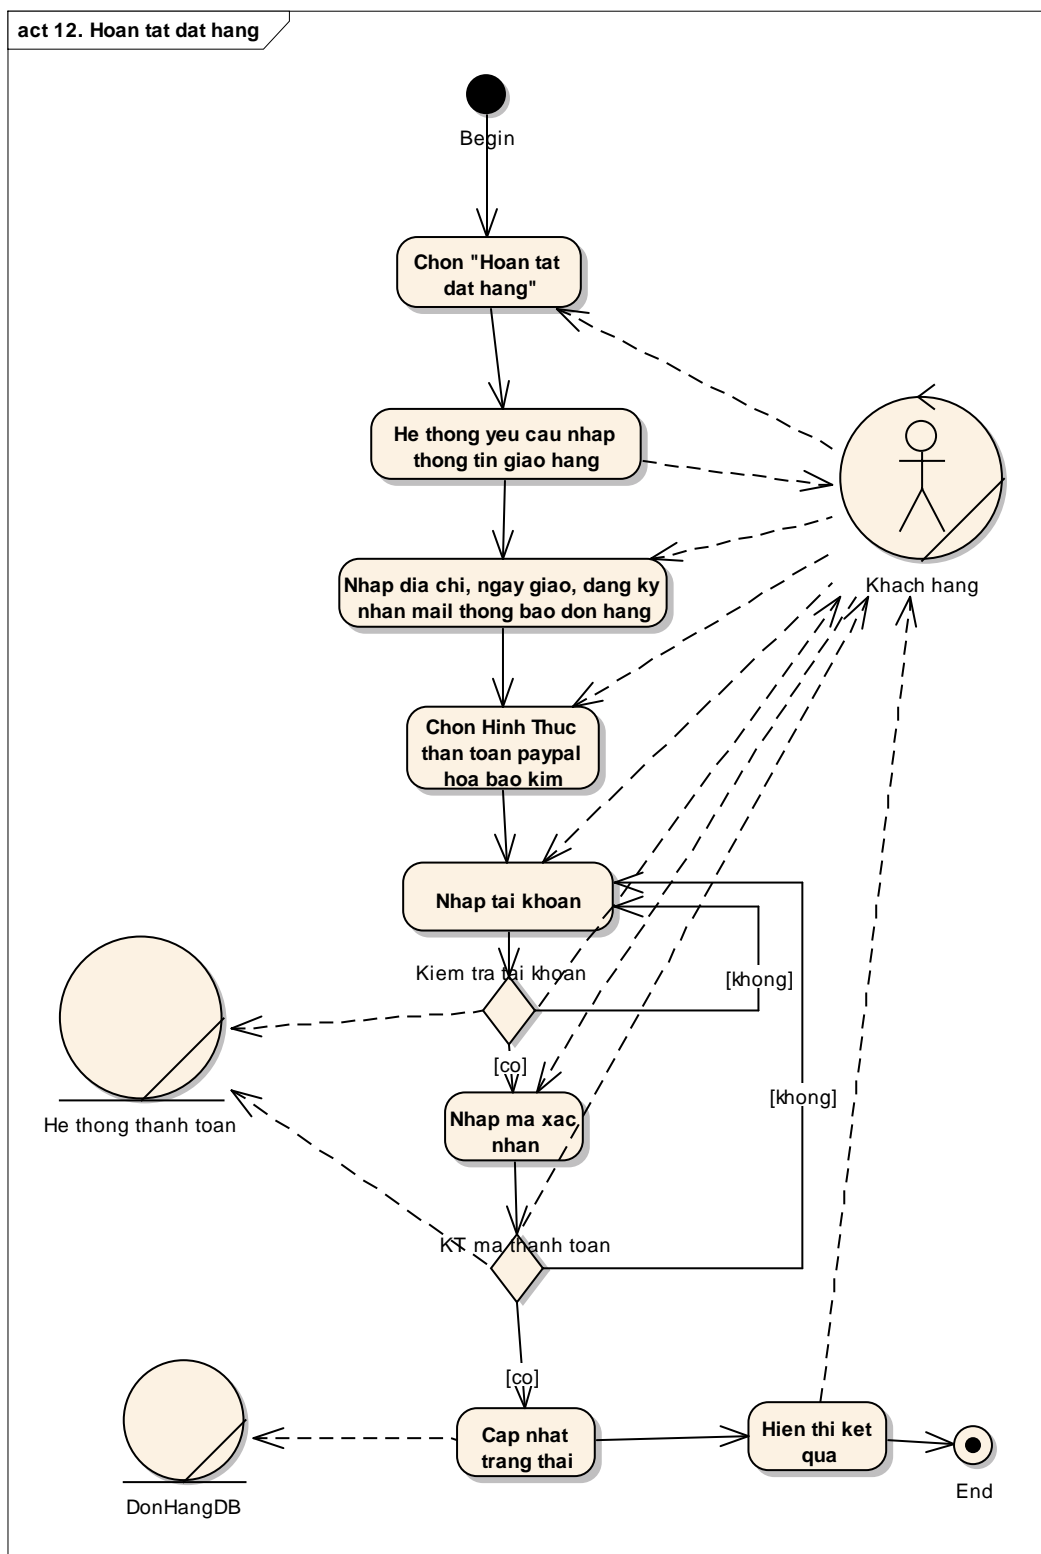 act 12. Hoan tat dat hang
Begin
Chon "Hoan tat
dat hang"
He thong yeu cau nhap
thong tin giao hang
Nhap dia chi, ngay giao, dang ky
nhan mail thong bao don hang
Khach hang
Chon Hinh Thuc
than toan paypal
hoa bao kim
Nhap tai khoan
Kiem tra tai khoan
[khong]
[co]
Nhap ma xac
nhan
[khong]
He thong thanh toan
KT ma thanh toan
[co]
Cap nhat
trang thai
Hien thi ket
qua
End
DonHangDB